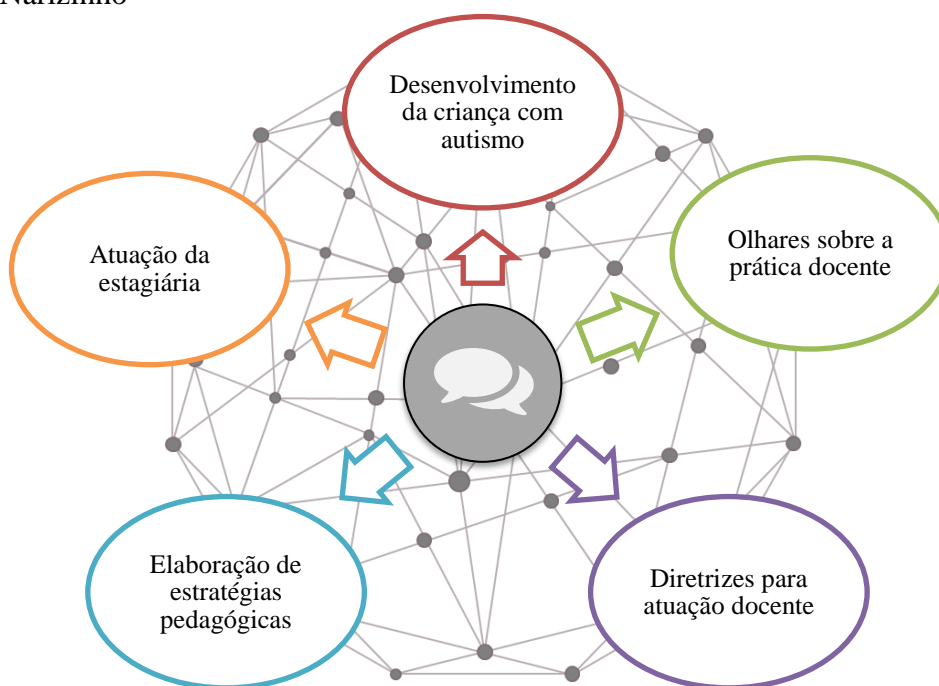 Narizinho
Desenvolvimento
da criança com
autismo
Atuação da
estagiária
Olhares sobre a
prática docente
Elaboração de
estratégias
pedagógicas
Diretrizes para
atuação docente